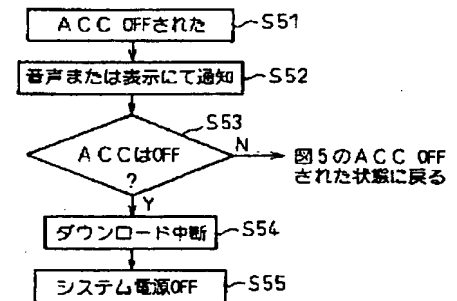 ACC OFFされた
S51
音声または表示にて通知
S52
S53
ACCはOFF
?
N
図5のACC OFF
された状態に戻る
Y
ダウンロード中断
S54
システム電源OFF
S55